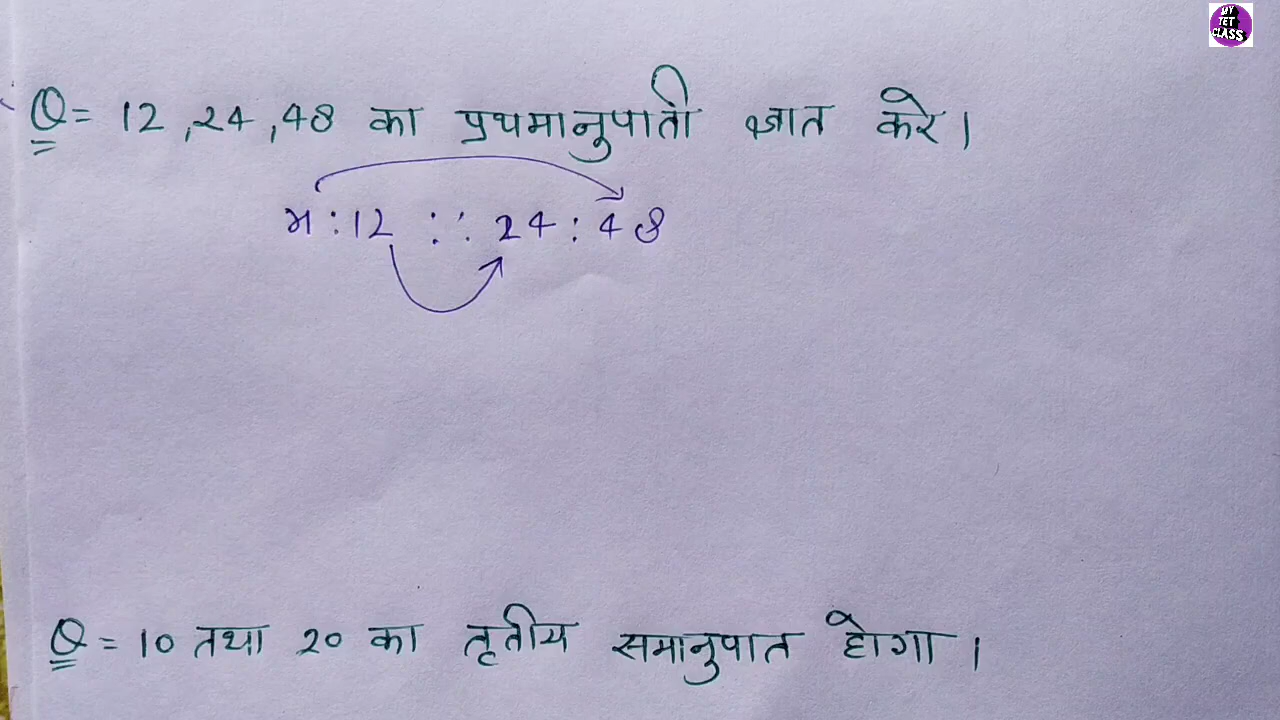 MY
TET
CLASS
Q= 12, 24, 48 का प्रथमानुपाती ज्ञात करे।
x : 12 :: 24 : 48
Q = 10 तथा 20 का तृतीय समानुपात होगा।